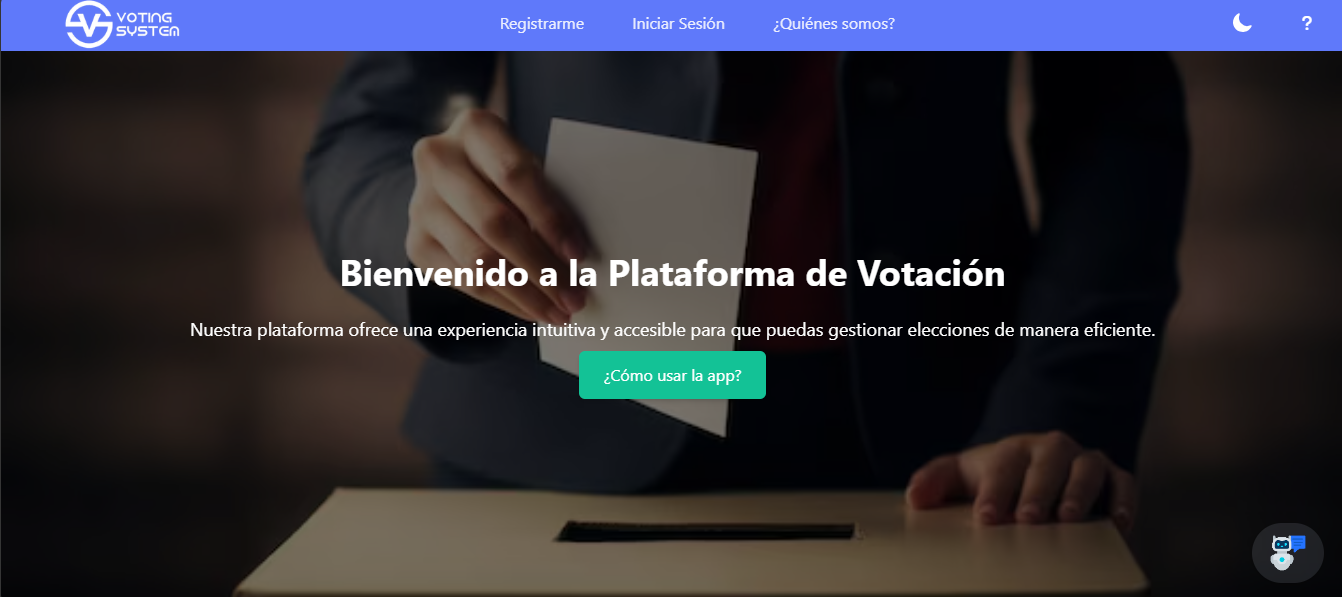 VOTING
SYSTEM
Registrarme
Iniciar Sesión
¿Quiénes somos?
?
Bienvenido a la Plataforma de Votación
Nuestra plataforma ofrece una experiencia intuitiva y accesible para que puedas gestionar elecciones de manera eficiente.
¿Cómo usar la app?